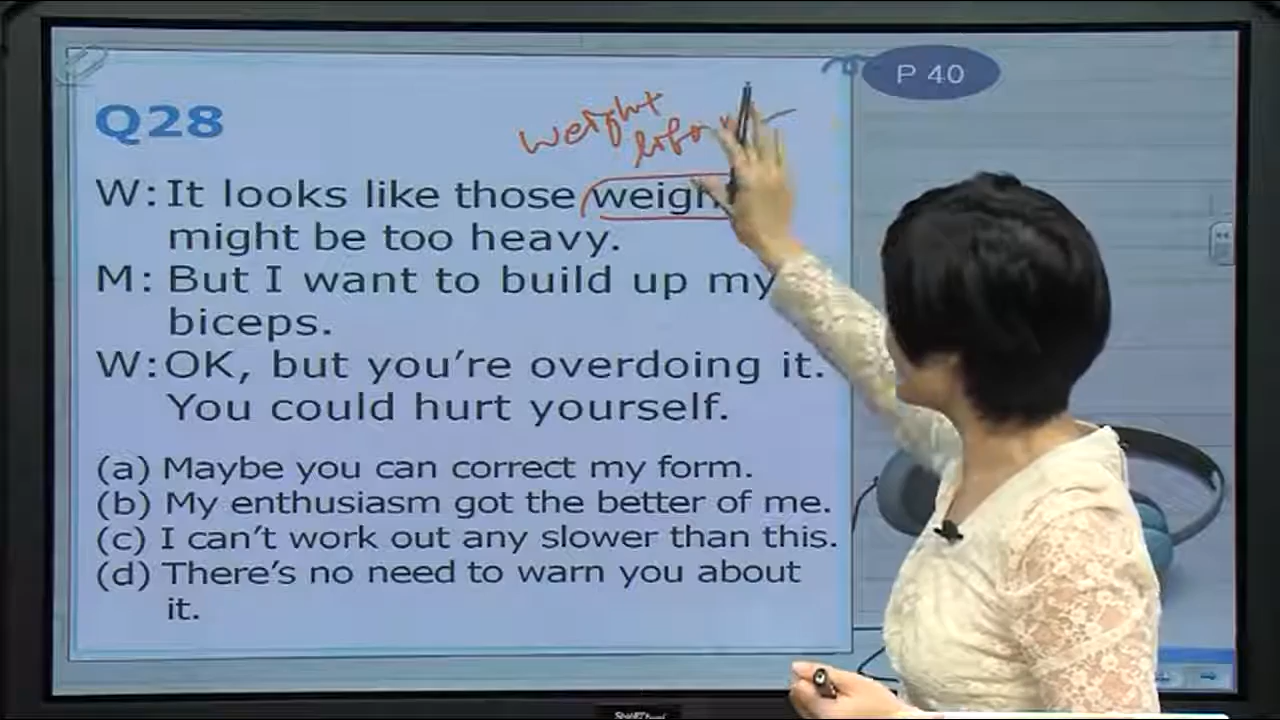 P 40
Q28
weight
W: It looks like those
might be too heavy.
M: But I want to build up my
biceps.
W: OK, but you're overdoing it.
You could hurt yourself.
(a) Maybe you can correct my form.
(b) My enthusiasm got the better of me.
(c) I can't work out any slower than this.
(d) There's no need to warn you about
it.